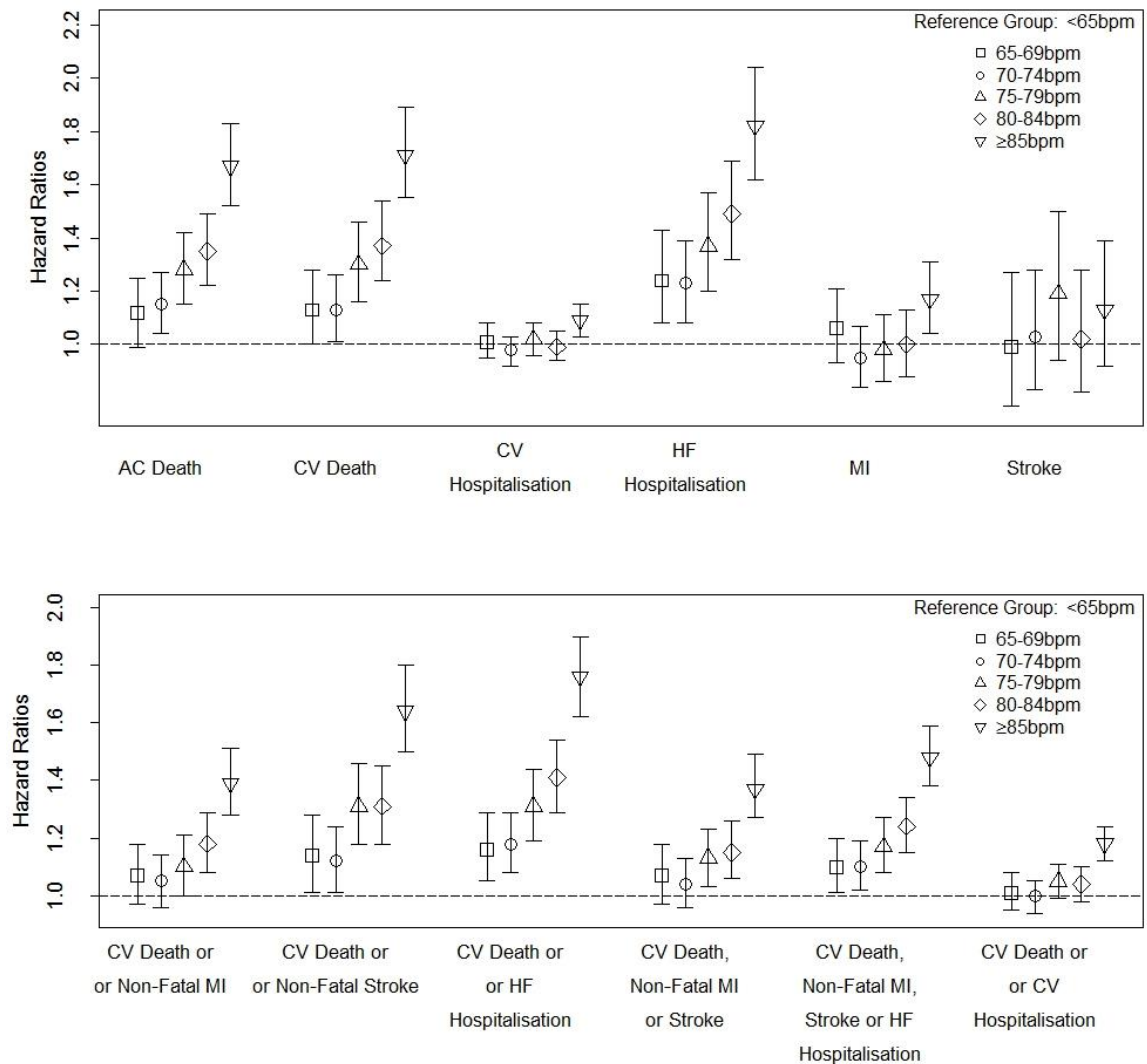 Reference Group: <65bpm
65-69bpm
70-74bpm
75-79bpm
80-84bpm
≥85bpm
Hazard Ratios
2.2
2.0
1.8
1.6
1.4
1.2
1.0
AC Death
CV Death
CV
Hospitalisation
HF
Hospitalisation
MI
Stroke
Reference Group: <65bpm
65-69bpm
70-74bpm
75-79bpm
80-84bpm
≥85bpm
Hazard Ratios
2.0
1.8
1.6
1.4
1.2
1.0
CV Death or
or Non-Fatal MI
CV Death or
or Non-Fatal Stroke
CV Death or
or HF
Hospitalisation
CV Death,
Non-Fatal MI
or Stroke
CV Death,
Non-Fatal MI,
Stroke or HF
Hospitalisation
CV Death or
or CV
Hospitalisation